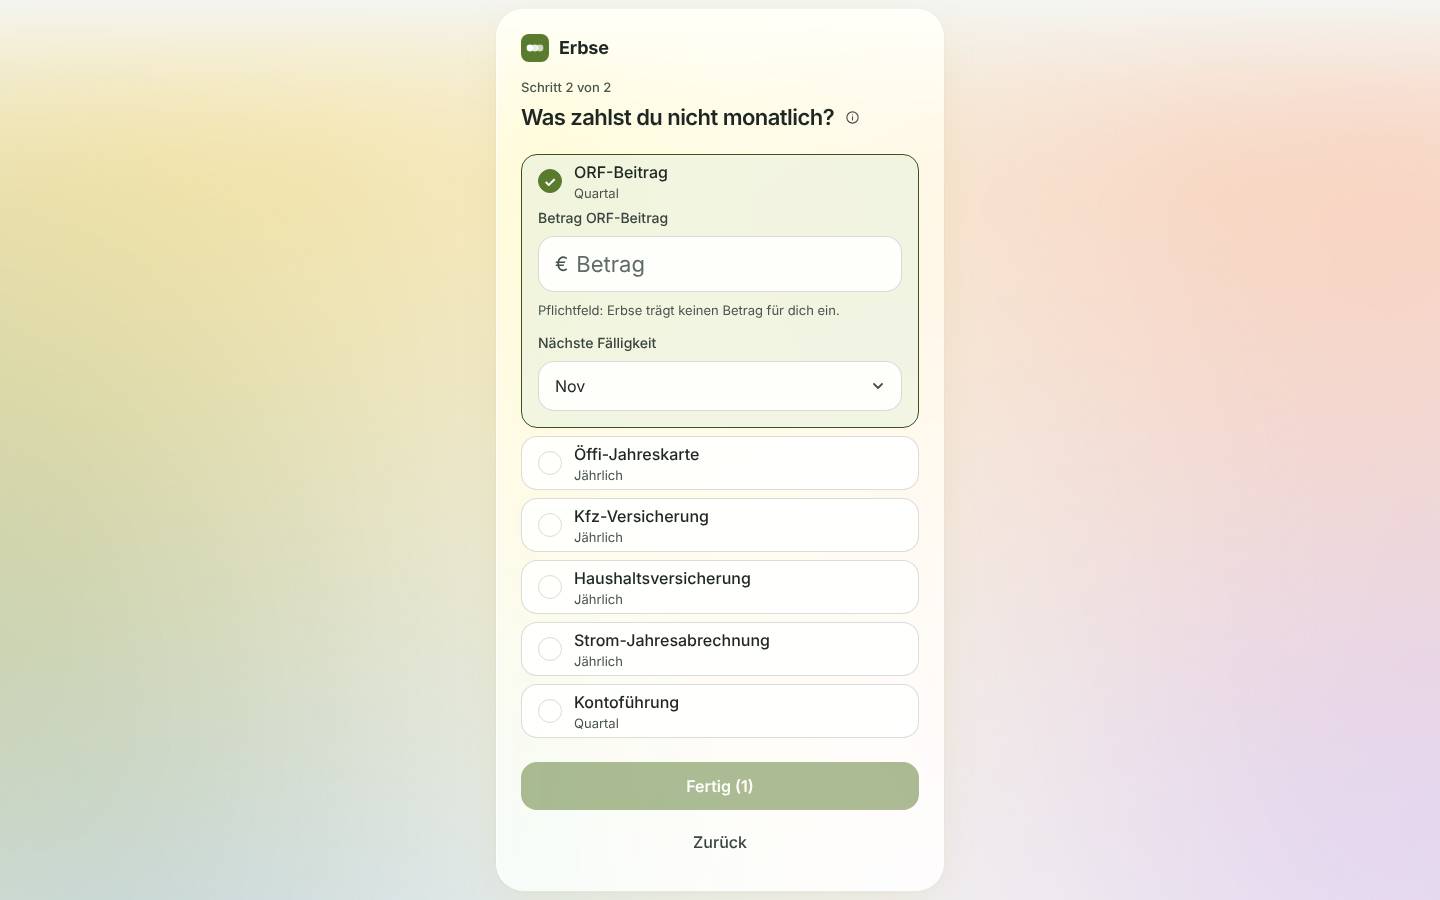 Erbse
Schritt 2 von 2
Was zahlst du nicht monatlich?
ORF-Beitrag
Quartal
Betrag ORF-Beitrag
€ Betrag
Pflichtfeld: Erbse trägt keinen Betrag für dich ein.
Nächste Fälligkeit
Nov
Öffi-Jahreskarte
Jährlich
Kfz-Versicherung
Jährlich
Haushaltsversicherung
Jährlich
Strom-Jahresabrechnung
Jährlich
Kontoführung
Quartal
Fertig (1)
Zurück